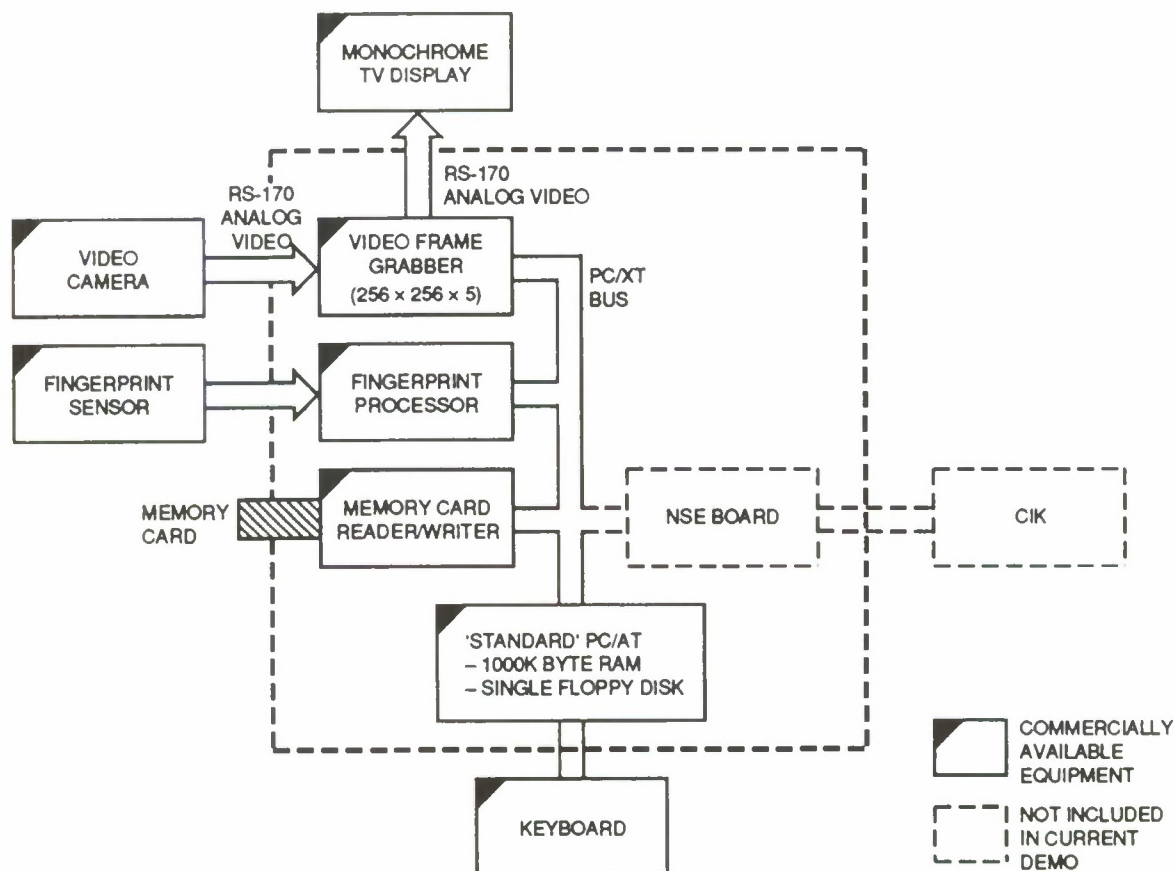 MONOCHROME
TV DISPLAY
RS-170
ANALOG VIDEO
RS-170
ANALOG
VIDEO
VIDEO
CAMERA
VIDEO FRAME
GRABBER
(256 × 256 × 5)
PC/XT
BUS
FINGERPRINT
SENSOR
FINGERPRINT
PROCESSOR
MEMORY
CARD
MEMORY CARD
READER/WRITER
NSE BOARD
CIK
'STANDARD' PC/AT
– 1000K BYTE RAM
– SINGLE FLOPPY DISK
KEYBOARD
COMMERCIALLY
AVAILABLE
EQUIPMENT
NOT INCLUDED
IN CURRENT
DEMO